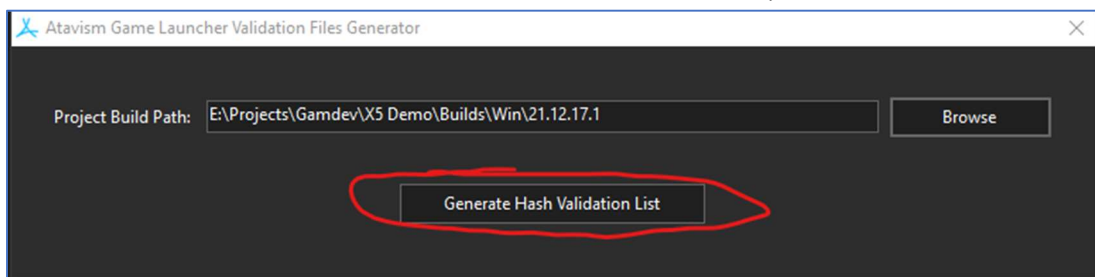 Atavism Game Launcher Validation Files Generator
Project Build Path: E:\Projects\Gamdev\X5 Demo\Builds\Win\21.12.17.1 Browse
Generate Hash Validation List